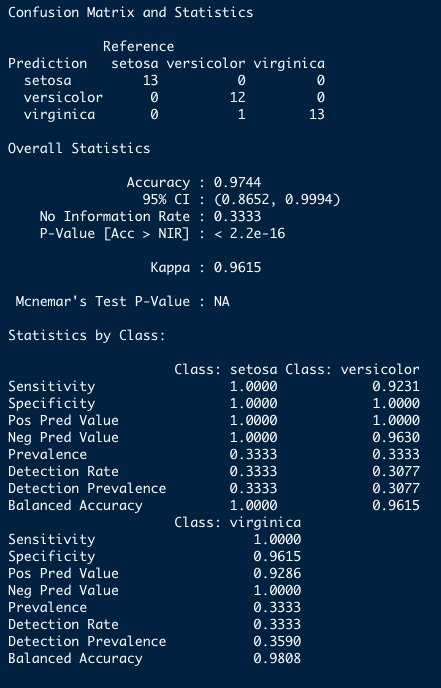 Confusion Matrix and Statistics
Reference
Prediction setosa versicolor virginica
setosa 13 0 0
versicolor 0 12 0
virginica 0 1 13
Overall Statistics
Accuracy : 0.9744
95% CI : (0.8652, 0.9994)
No Information Rate : 0.3333
P-Value [Acc > NIR] : < 2.2e-16
Kappa : 0.9615
Mcnemar's Test P-Value : NA
Statistics by Class:
Class: setosa Class: versicolor
Sensitivity 1.0000 0.9231
Specificity 1.0000 1.0000
Pos Pred Value 1.0000 1.0000
Neg Pred Value 1.0000 0.9630
Prevalence 0.3333 0.3333
Detection Rate 0.3333 0.3077
Detection Prevalence 0.3333 0.3077
Balanced Accuracy 1.0000 0.9615
Class: virginica
Sensitivity 1.0000
Specificity 0.9615
Pos Pred Value 0.9286
Neg Pred Value 1.0000
Prevalence 0.3333
Detection Rate 0.3333
Detection Prevalence 0.3590
Balanced Accuracy 0.9808